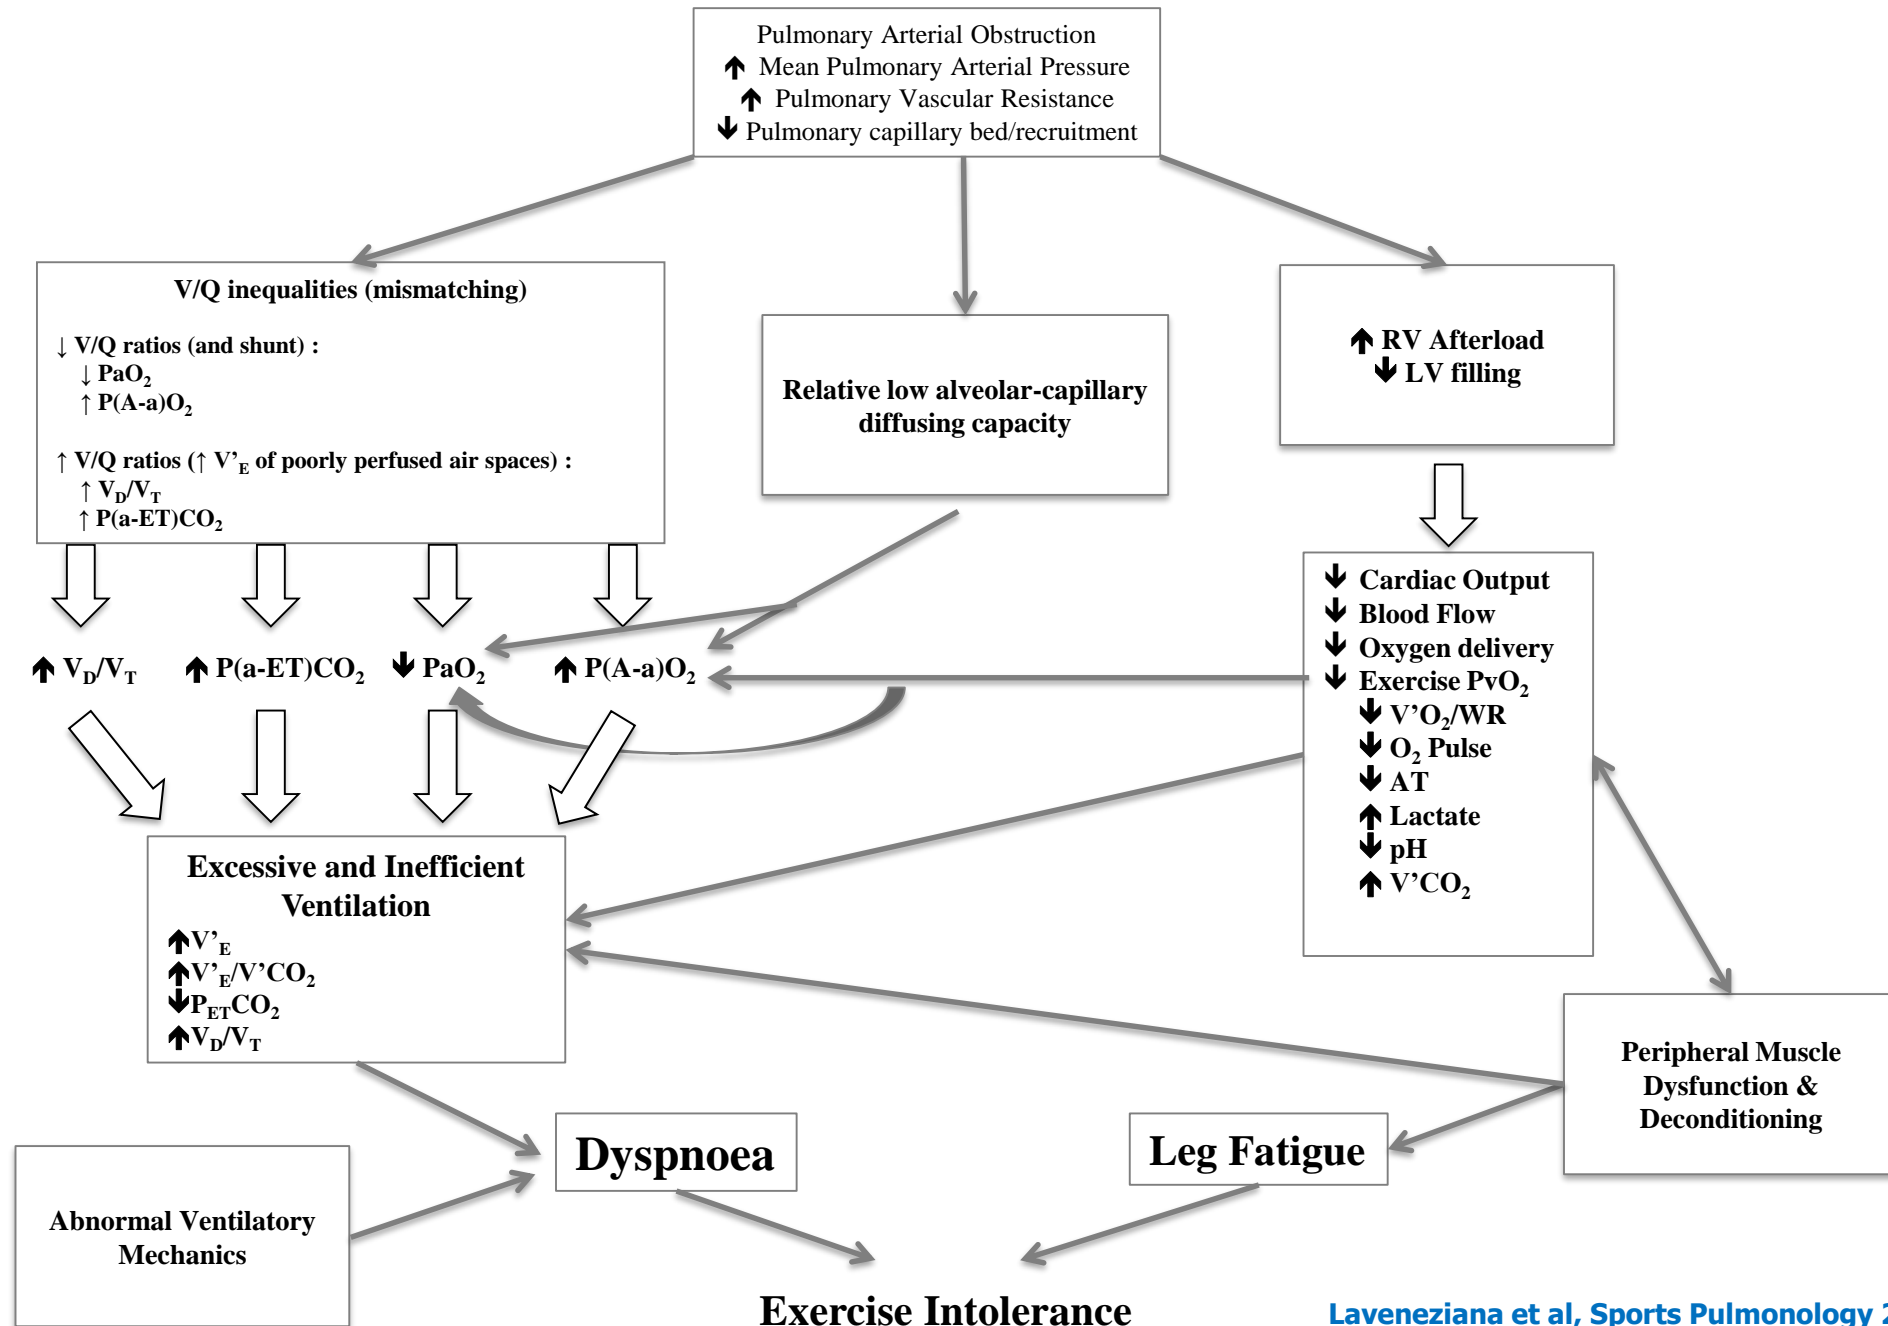 Pulmonary Arterial Obstruction
↑ Mean Pulmonary Arterial Pressure
↑ Pulmonary Vascular Resistance
↓ Pulmonary capillary bed/recruitment
V/Q inequalities (mismatching)
↓ V/Q ratios (and shunt) :
↓ PaO₂
↑ P(A-a)O₂
↑ V/Q ratios (↑ V’E of poorly perfused air spaces) :
↑ VD/VT
↑ P(a-ET)CO₂
Relative low alveolar-capillary
diffusing capacity
↑ RV Afterload
↓ LV filling
↓ Cardiac Output
↓ Blood Flow
↓ Oxygen delivery
↓ Exercise PvO₂
↓ V’O₂/WR
↓ O₂ Pulse
↓ AT
↑ Lactate
↓ pH
↑ V’CO₂
↑ VD/VT
↑ P(a-ET)CO₂
↓ PaO₂
↑ P(A-a)O₂
Excessive and Inefficient
Ventilation
↑V’E
↑V’E/V’CO₂
↓PETCO₂
↑VD/VT
Peripheral Muscle
Dysfunction &
Deconditioning
Dyspnoea
Leg Fatigue
Abnormal Ventilatory
Mechanics
Exercise Intolerance
Laveneziana et al, Sports Pulmonology 2